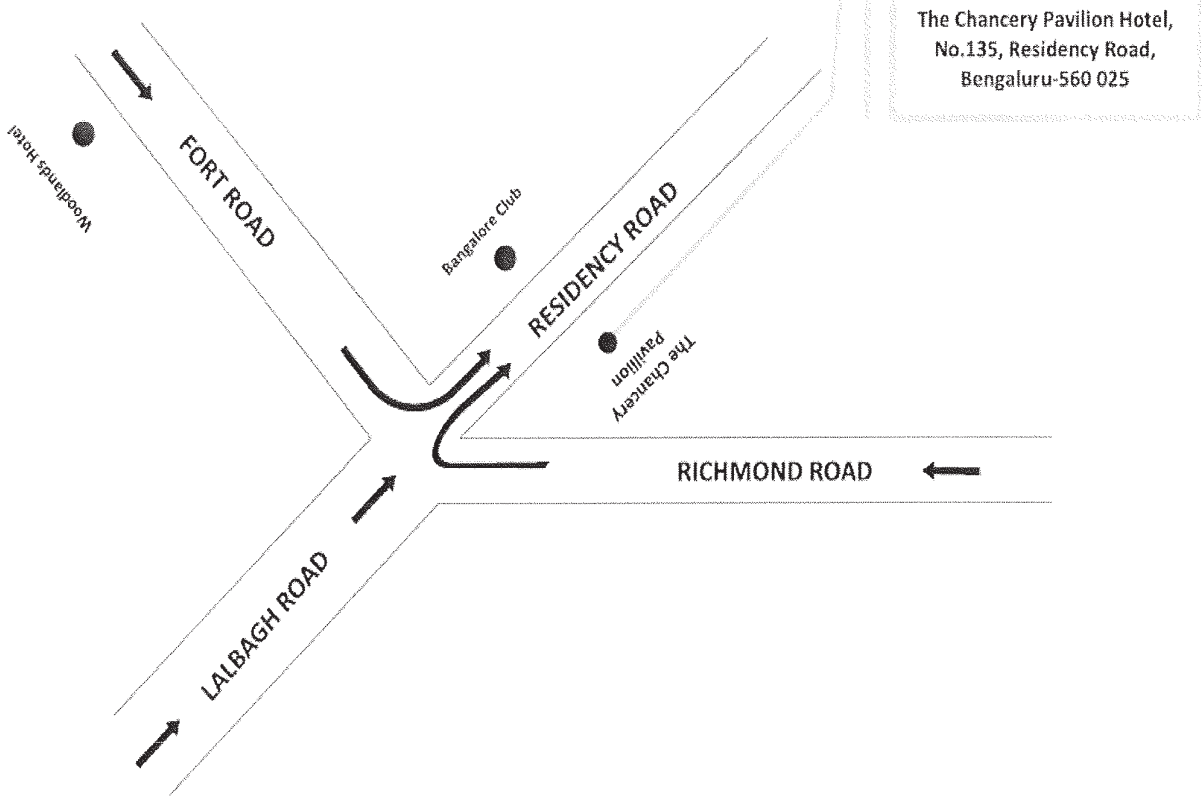 The Chancery Pavilion Hotel,
No.135, Residency Road,
Bengaluru-560 025
Woodlands Hotel
FORT ROAD
Bangalore Club
RESIDENCY ROAD
The Chancery
Pavillion
RICHMOND ROAD
LALBAGH ROAD